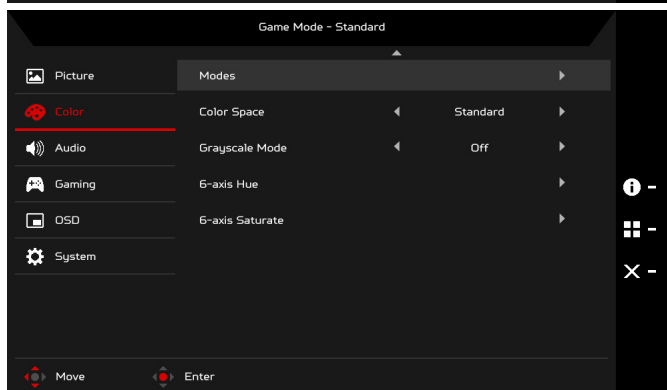 Game Mode - Standard
Picture
Modes
Color
Color Space
Standard
Audio
Grayscale Mode
Off
Gaming
6-axis Hue
OSD
6-axis Saturate
System
Move
Enter